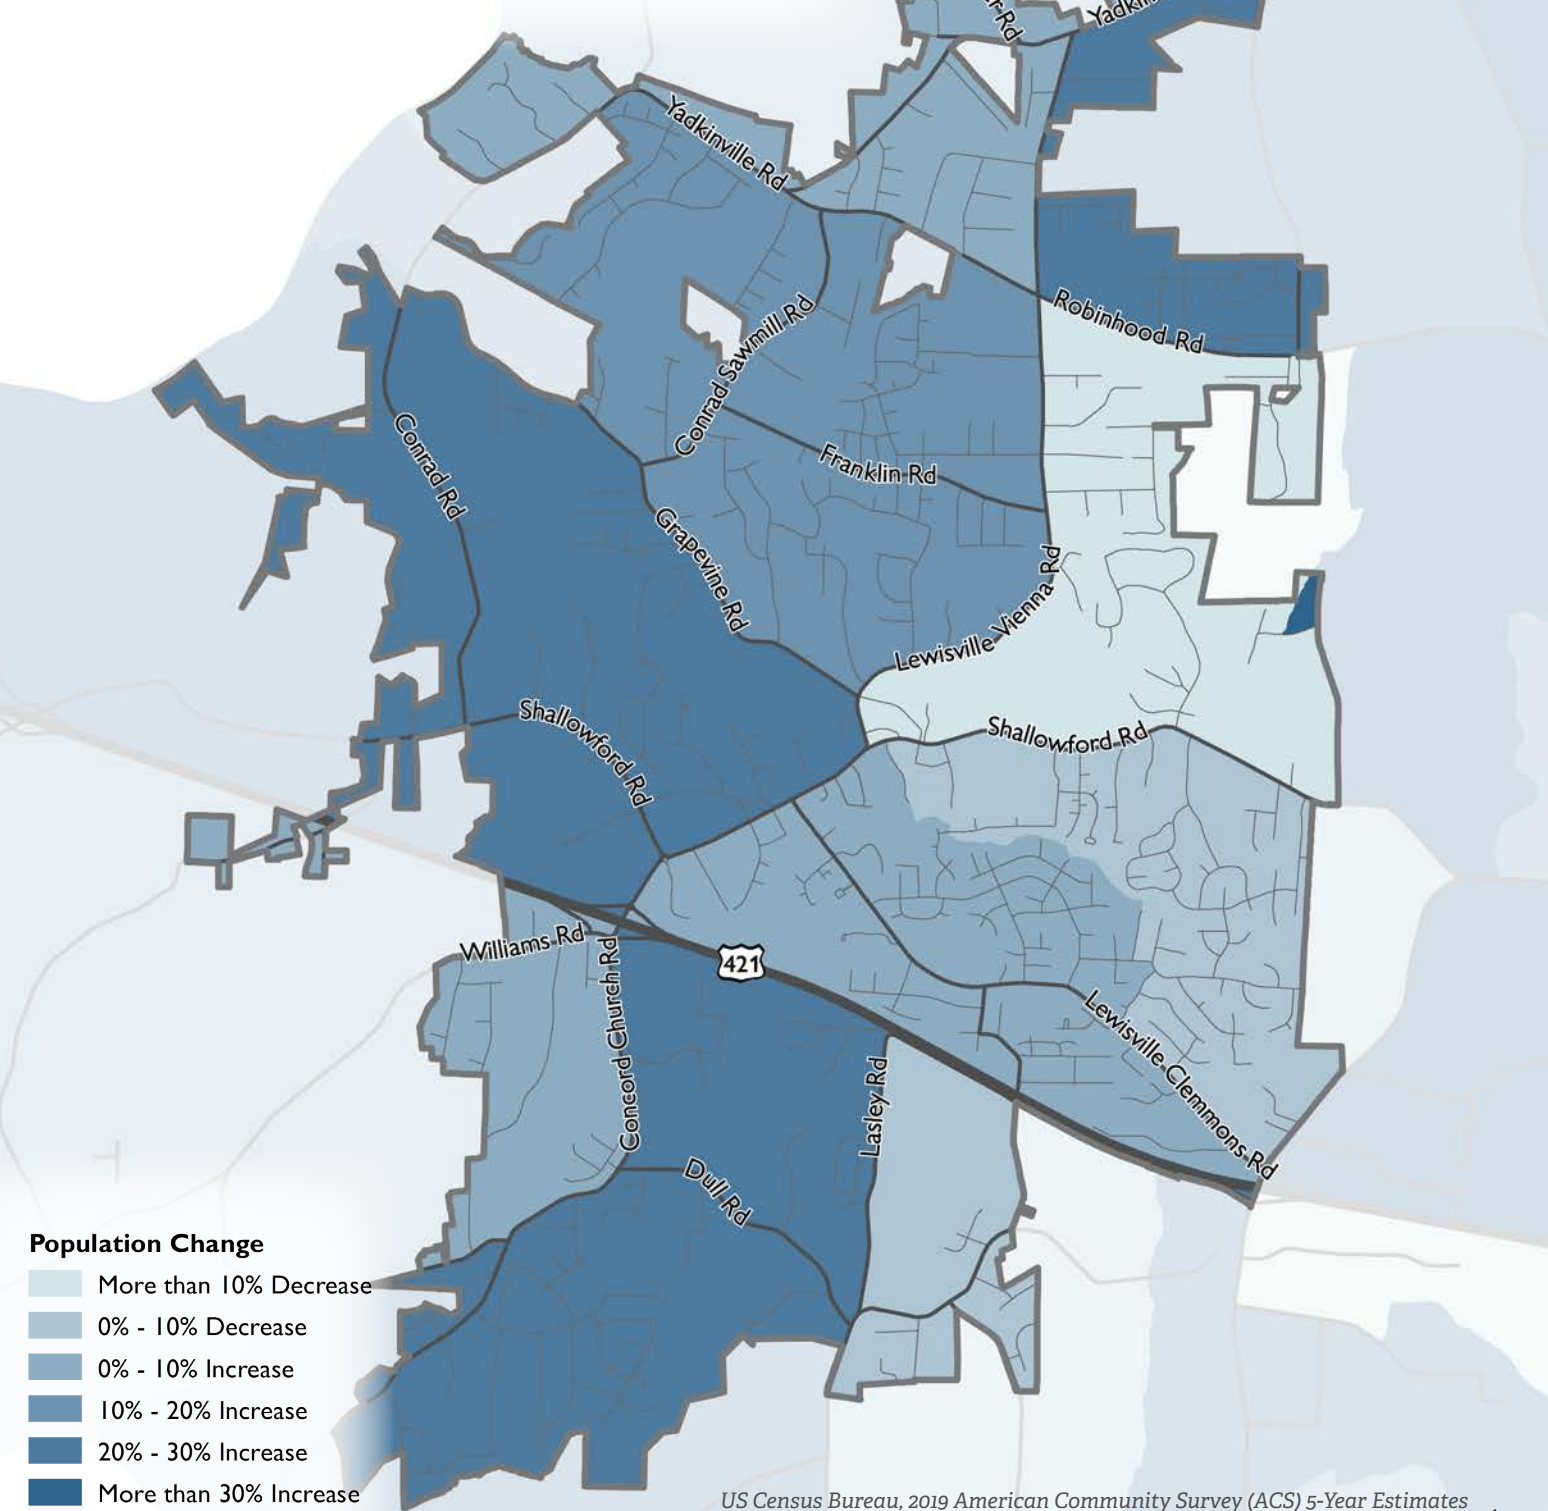 Rd
Yadkin
Yadkinville Rd
Robinhood Rd
Conrad Sawmill Rd
Conrad Rd
Franklin Rd
Grapevine Rd
Lewisville Vienna Rd
Shallowford Rd
Shallowford Rd
Williams Rd
421
Concord Church Rd
Lewisville Clemmons Rd
Lasley Rd
Dull Rd
Population Change
More than 10% Decrease
0% - 10% Decrease
0% - 10% Increase
10% - 20% Increase
20% - 30% Increase
More than 30% Increase
US Census Bureau, 2019 American Community Survey (ACS) 5-Year Estimates